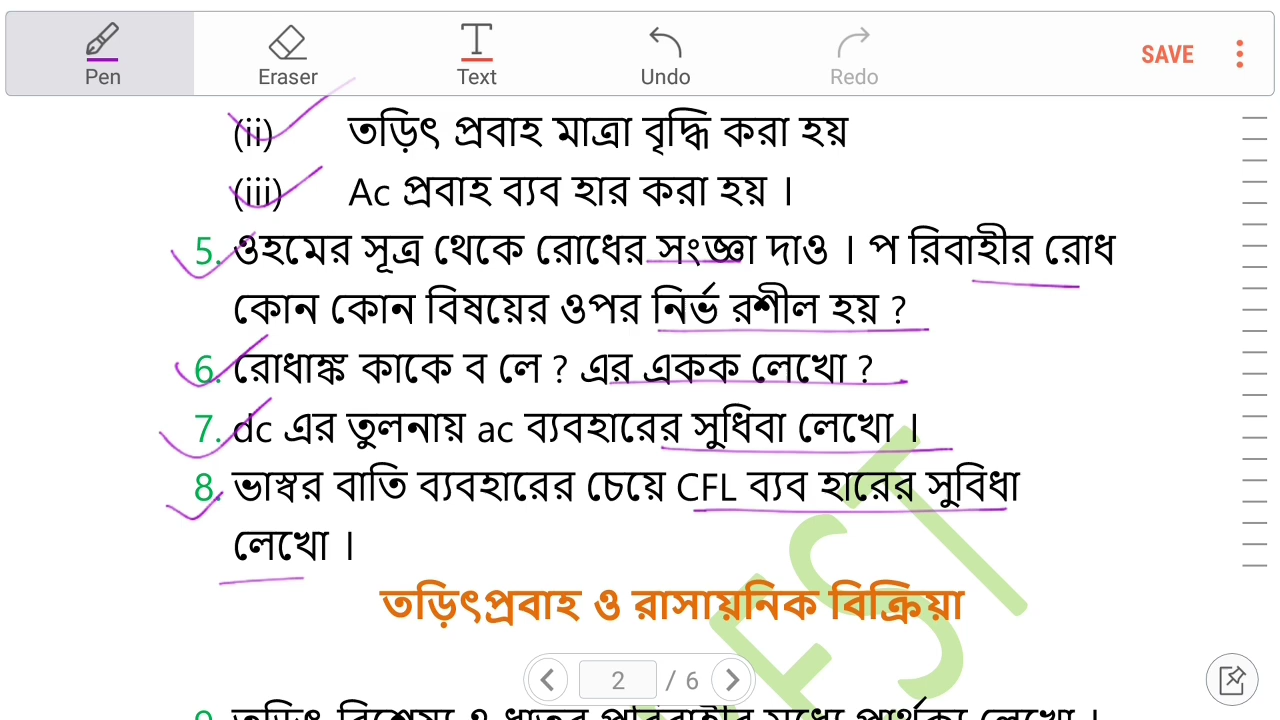 Pen Eraser Text Undo Redo SAVE
(ii) তড়িৎ প্রবাহ মাত্রা বৃদ্ধি করা হয়
(iii) Ac প্রবাহ ব্যব হার করা হয় ।
5. ওহমের সূত্র থেকে রোধের সংজ্ঞা দাও । প রিবাহীর রোধ
কোন কোন বিষয়ের ওপর নির্ভ রশীল হয় ?
6. রোধাঙ্ক কাকে ব লে ? এর একক লেখো ?
7. dc এর তুলনায় ac ব্যবহারের সুধিবা লেখো ।
8. ভাস্বর বাতি ব্যবহারের চেয়ে CFL ব্যব হারের সুবিধা
লেখো ।
তড়িৎপ্রবাহ ও রাসায়নিক বিক্রিয়া
2 / 6